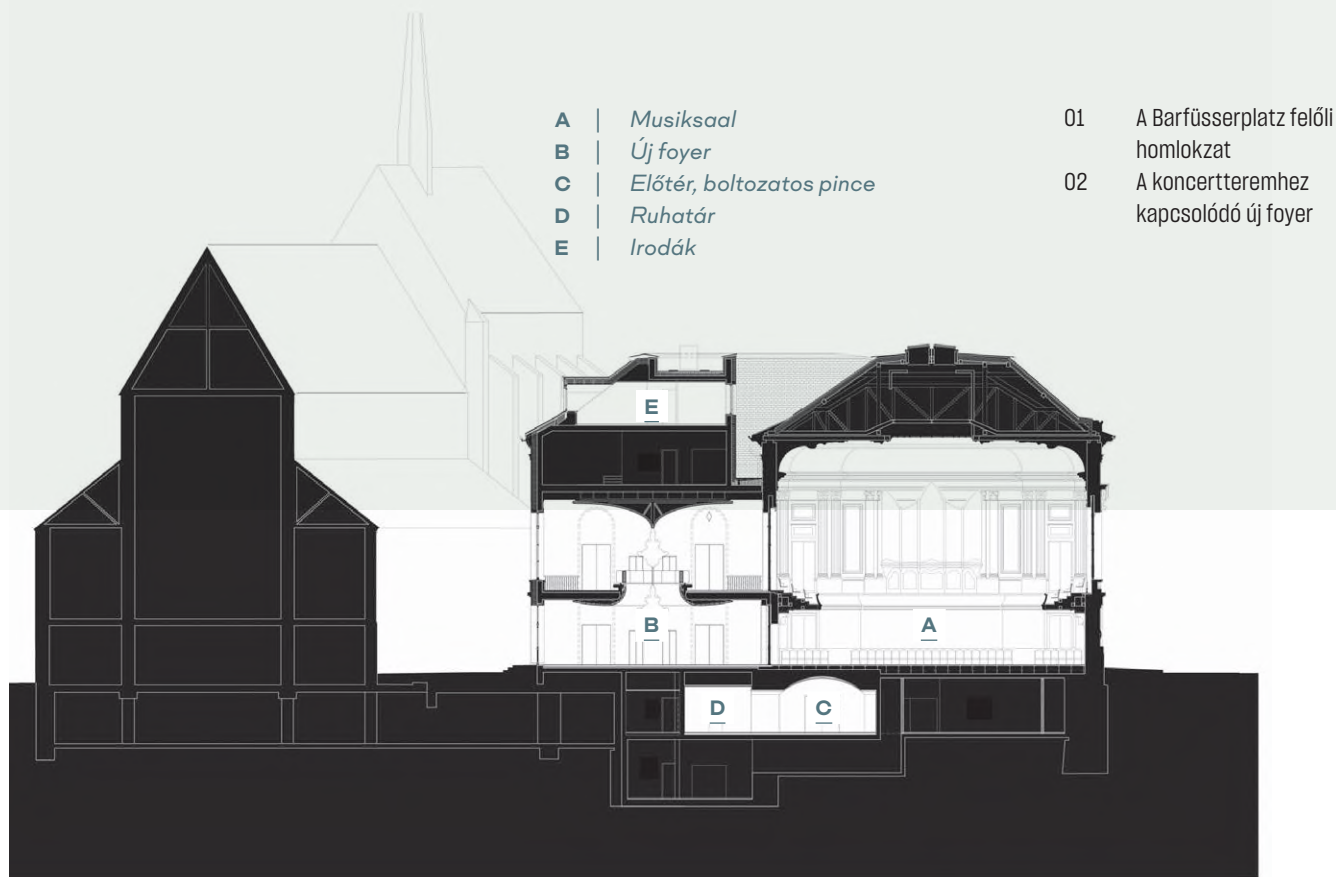 A | Musiksaal
B | Új foyer
C | Előtér, boltozatos pince
D | Ruhatár
E | Irodák
01 A Barfüsserplatz felőli
homlokzat
02 A koncertteremhez
kapcsolódó új foyer
E
B
A
D
C